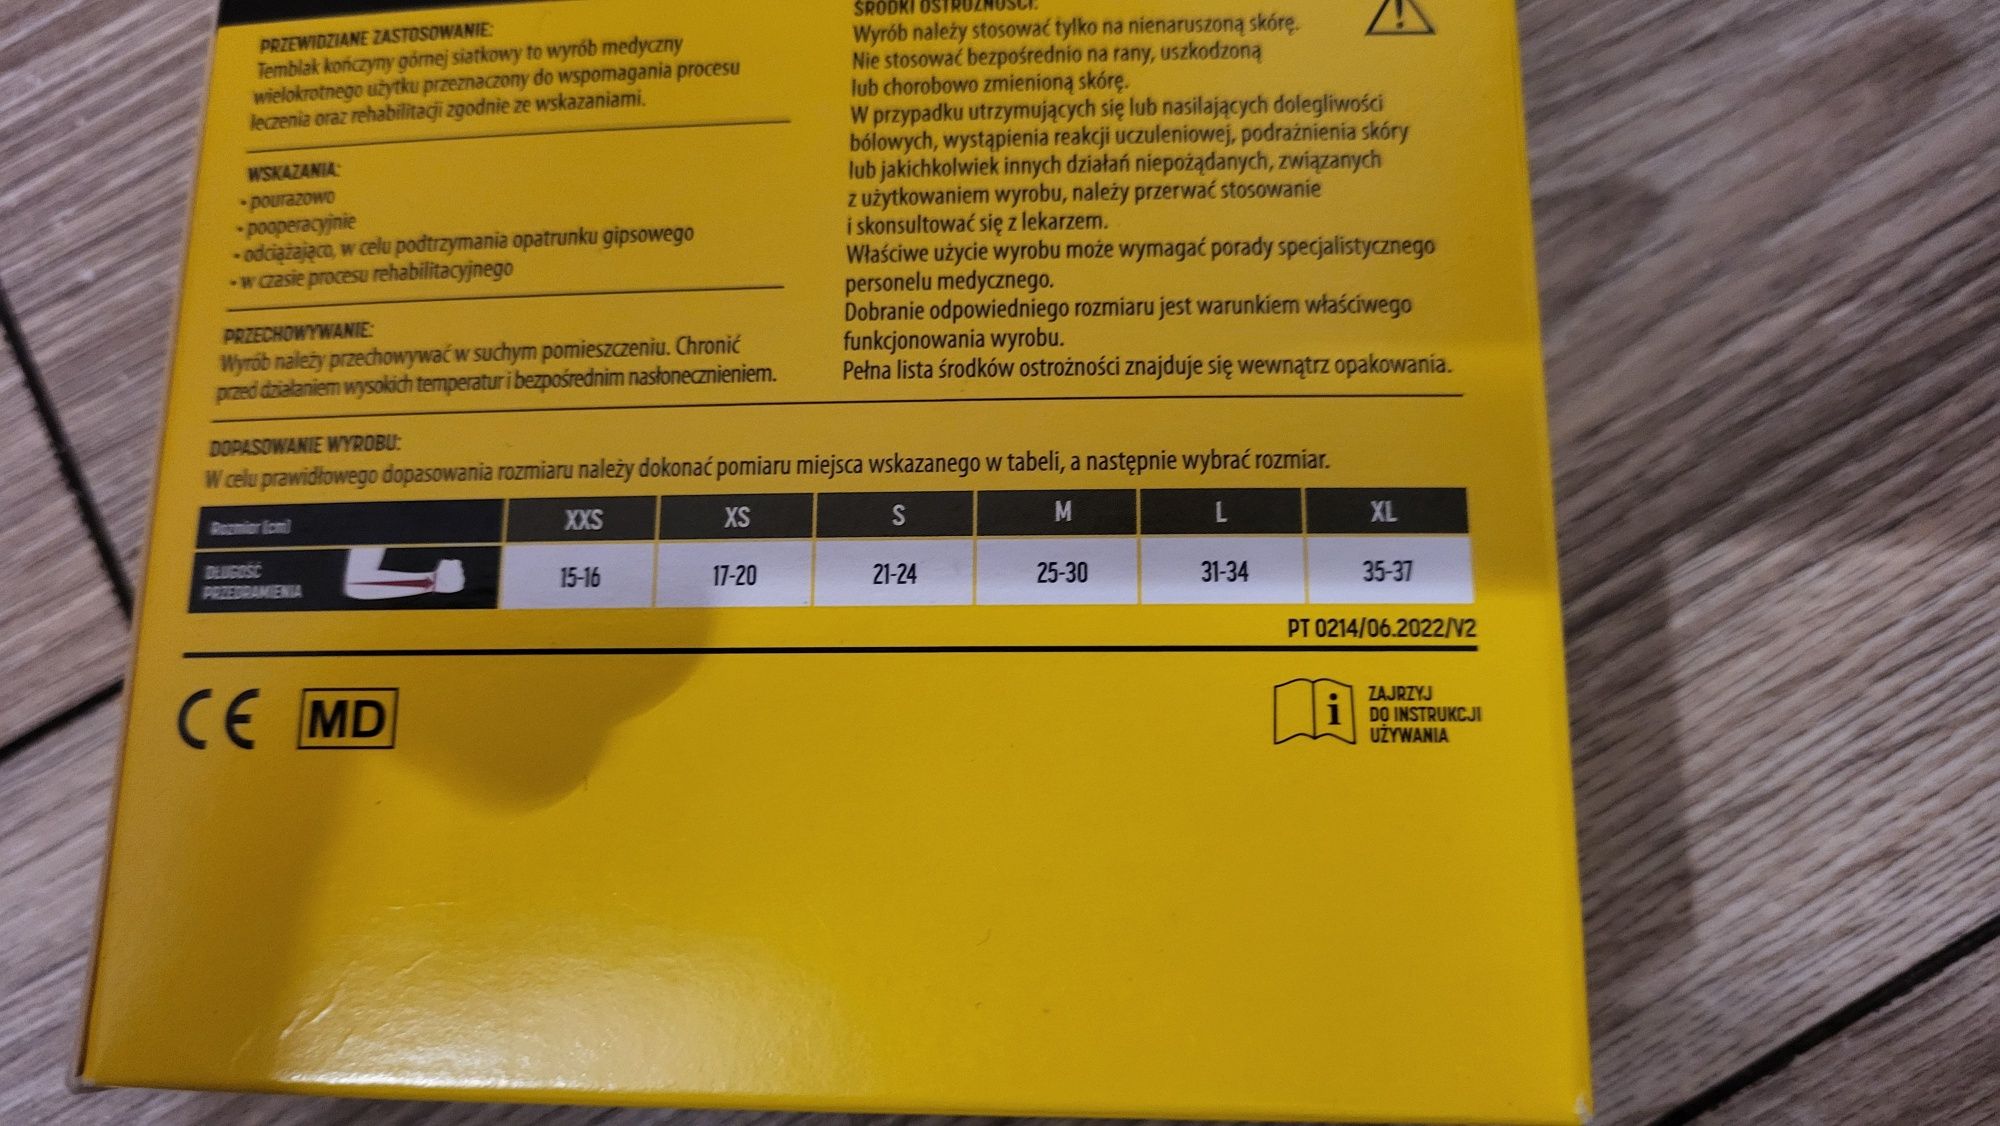 PRZEWIDZIANE ZASTOSOWANIE:
Temblak kończyny górnej siatkowy to wyrób medyczny
wielokrotnego użytku przeznaczony do wspomagania procesu
leczenia oraz rehabilitacji zgodnie ze wskazaniami.
WSKAZANIA:
• pourazowo
• pooperacyjnie
• odciążająco, w celu podtrzymania opatrunku gipsowego
• w czasie procesu rehabilitacyjnego
PRZECHOWYWANIE:
Wyrób należy przechowywać w suchym pomieszczeniu. Chronić
przed działaniem wysokich temperatur i bezpośrednim nasłonecznieniem.
ŚRODKI OSTROŻNOŚCI:
Wyrób należy stosować tylko na nienaruszoną skórę.
Nie stosować bezpośrednio na rany, uszkodzoną
lub chorobowo zmienioną skórę.
W przypadku utrzymujących się lub nasilających dolegliwości
bólowych, wystąpienia reakcji uczuleniowej, podrażnienia skóry
lub jakichkolwiek innych działań niepożądanych, związanych
z użytkowaniem wyrobu, należy przerwać stosowanie
i skonsultować się z lekarzem.
Właściwe użycie wyrobu może wymagać porady specjalistycznego
personelu medycznego.
Dobranie odpowiedniego rozmiaru jest warunkiem właściwego
funkcjonowania wyrobu.
Pełna lista środków ostrożności znajduje się wewnątrz opakowania.
DOPASOWANIE WYROBU:
W celu prawidłowego dopasowania rozmiaru należy dokonać pomiaru miejsca wskazanego w tabeli, a następnie wybrać rozmiar.
Rozmiar (cm) XXS XS S M L XL
DŁUGOŚĆ
PRZEDRAMIENIA 15-16 17-20 21-24 25-30 31-34 35-37
PT 0214/06.2022/V2
CE MD
ZAJRZYJ
DO INSTRUKCJI
UŻYWANIA